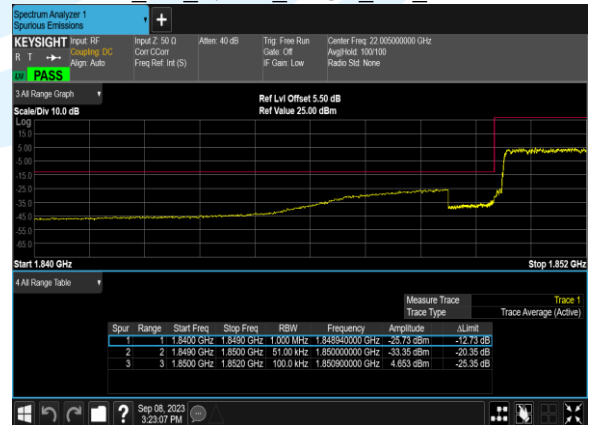 Spectrum Analyzer 1
Spurious Emissions
KEYSIGHT Input: RF Input Z: 50 Ω Atten: 40 dB Trig: Free Run Center Freq: 22.005000000 GHz
R T Coupling: DC Corr CCorr Gate: Off Avg|Hold: 100/100
Align: Auto Freq Ref: Int (S) IF Gain: Low Radio Std: None
PASS
3 All Range Graph
Ref Lvl Offset 5.50 dB
Scale/Div 10.0 dB Ref Value 25.00 dBm
Log
15.0
5.00
-5.00
-15.0
-25.0
-35.0
-45.0
-55.0
-65.0
Start 1.840 GHz Stop 1.852 GHz
4 All Range Table
Measure Trace Trace 1
Trace Type Trace Average (Active)
Spur Range Start Freq Stop Freq RBW Frequency Amplitude ΔLimit
1 1 1.8400 GHz 1.8490 GHz 1.000 MHz 1.848940000 GHz -25.73 dBm -12.73 dB
2 2 1.8490 GHz 1.8500 GHz 51.00 kHz 1.850000000 GHz -33.35 dBm -20.35 dB
3 3 1.8500 GHz 1.8520 GHz 100.0 kHz 1.850900000 GHz 4.653 dBm -25.35 dB
? Sep 08, 2023
3:23:07 PM